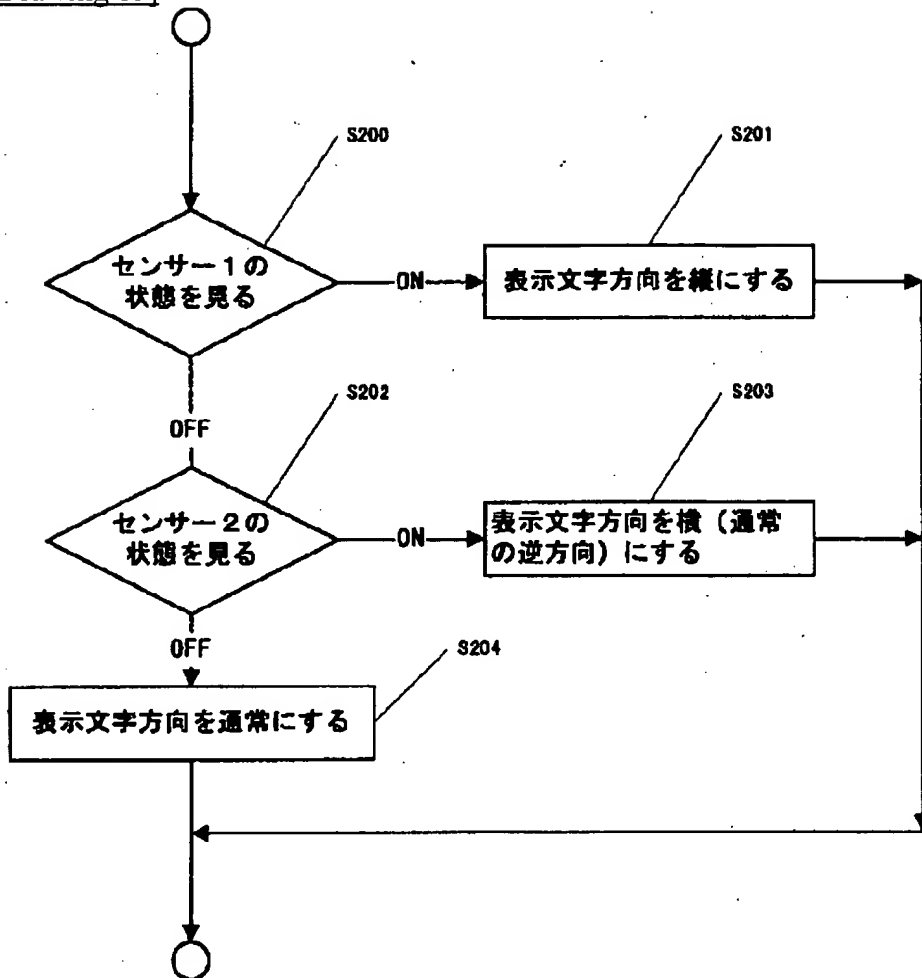 S200
S201
センサー1の
状態を見る
ON
表示文字方向を縦にする
OFF
S202
S203
センサー2の
状態を見る
ON
表示文字方向を横（通常
の逆方向）にする
OFF
S204
表示文字方向を通常にする